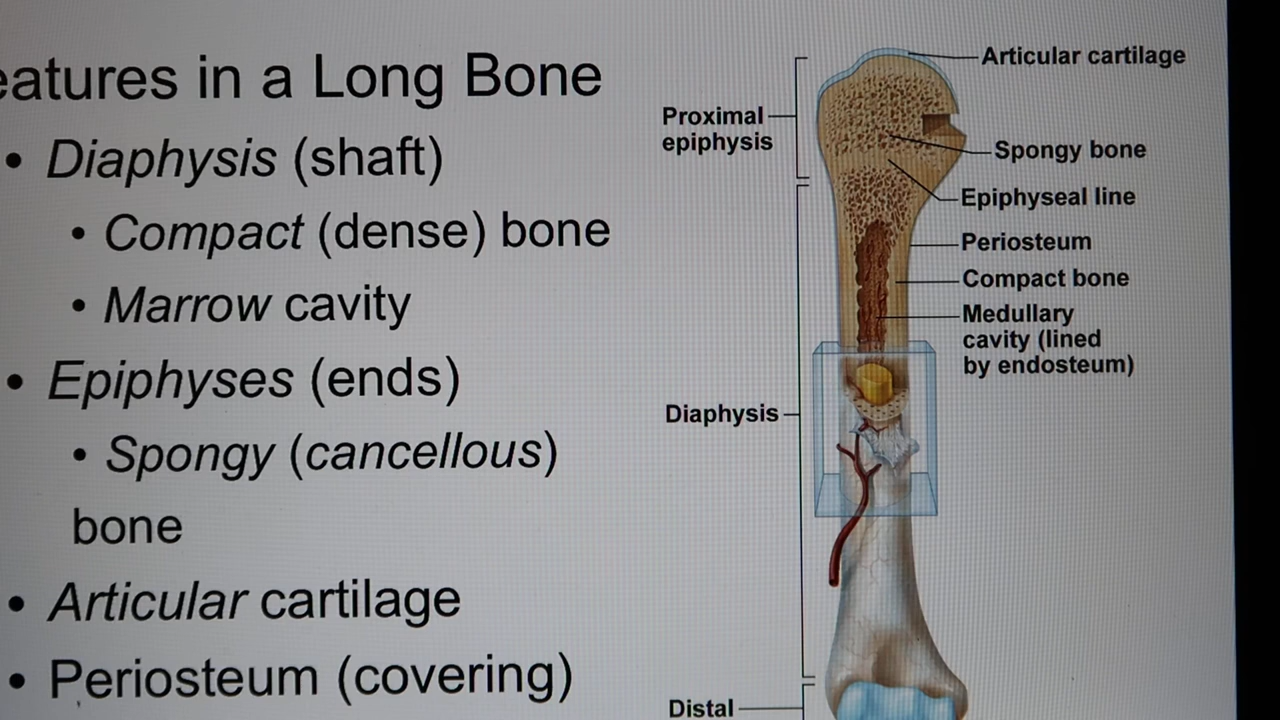 eatures in a Long Bone
• Diaphysis (shaft)
• Compact (dense) bone
• Marrow cavity
• Epiphyses (ends)
• Spongy (cancellous)
bone
• Articular cartilage
• Periosteum (covering)
Articular cartilage
Proximal
epiphysis
Spongy bone
Epiphyseal line
Periosteum
Compact bone
Medullary
cavity (lined
by endosteum)
Diaphysis
Distal